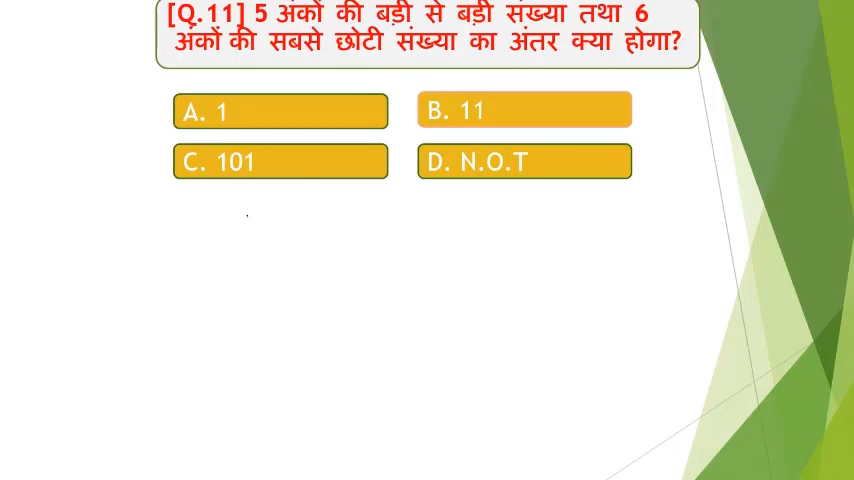 [Q.11] 5 अंकों की बड़ी से बड़ी संख्या तथा 6
अंकों की सबसे छोटी संख्या का अंतर क्या होगा?
A. 1
B. 11
C. 101
D. N.O.T